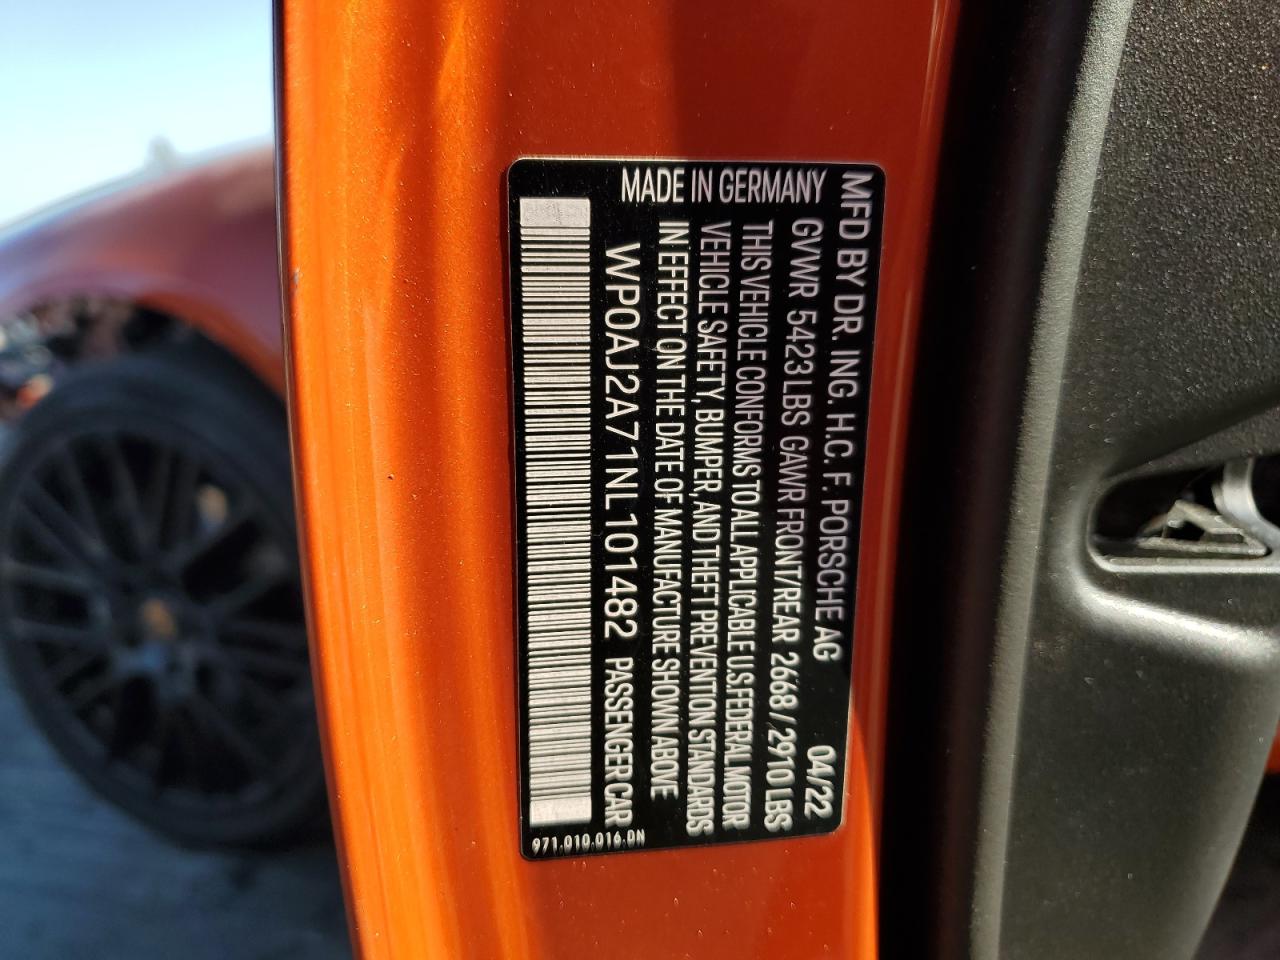 MFD BY DR. ING. H.C. F. PORSCHE AG 04/22
GVWR 5423LBS GAWR FRONT/REAR 2668/2910 LBS
THIS VEHICLE CONFORMS TO ALL APPLICABLE U.S.FEDERAL MOTOR
VEHICLE SAFETY, BUMPER, AND THEFT PREVENTION STANDARDS
IN EFFECT ON THE DATE OF MANUFACTURE SHOWN ABOVE
MADE IN GERMANY
WP0AJ2A71NL101482 PASSENGER CAR
971.010.016.DN